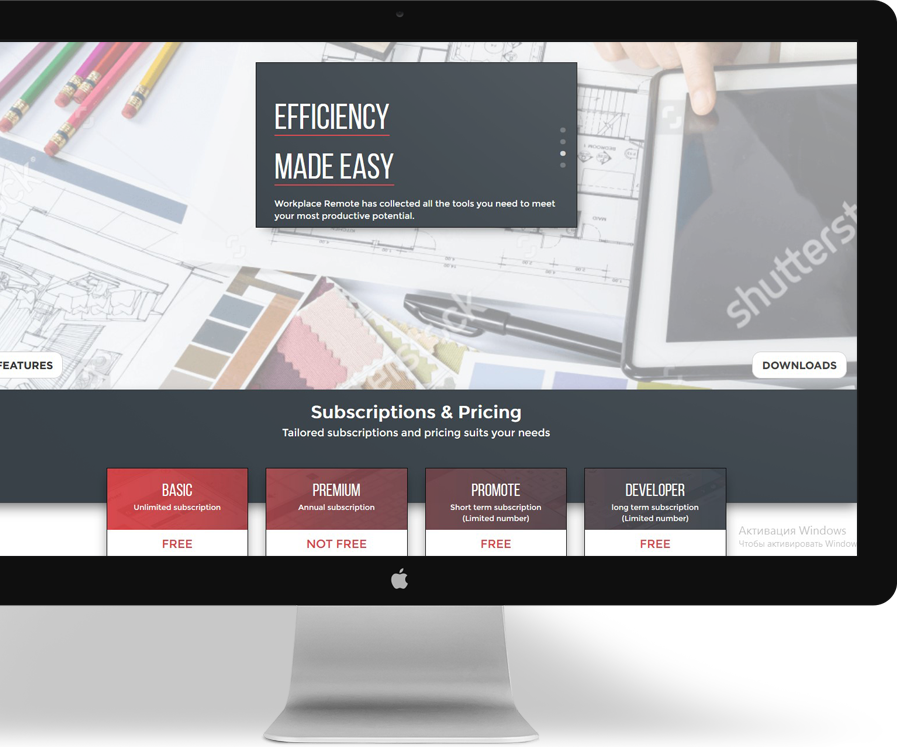 EFFICIENCY
MADE EASY
Workplace Remote has collected all the tools you need to meet
your most productive potential.
shutterst
FEATURES
DOWNLOADS
Subscriptions & Pricing
Tailored subscriptions and pricing suits your needs
BASIC
Unlimited subscription
FREE
PREMIUM
Annual subscription
NOT FREE
PROMOTE
Short term subscription
(Limited number)
FREE
DEVELOPER
long term subscription
(Limited number)
FREE
Активация Windows
Чтобы активировать Window